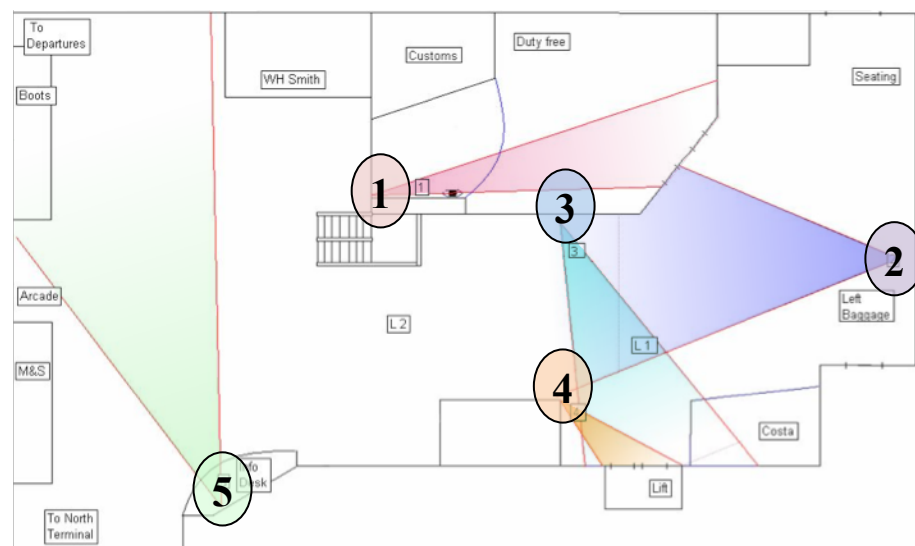 To
Departures
Customs
Duty free
WH Smith
Seating
Boots
1
1
3
2
3
Arcade
Left
Baggage
L 2
L 1
M&S
4
Costa
5
Info
Desk
Lift
To North
Terminal